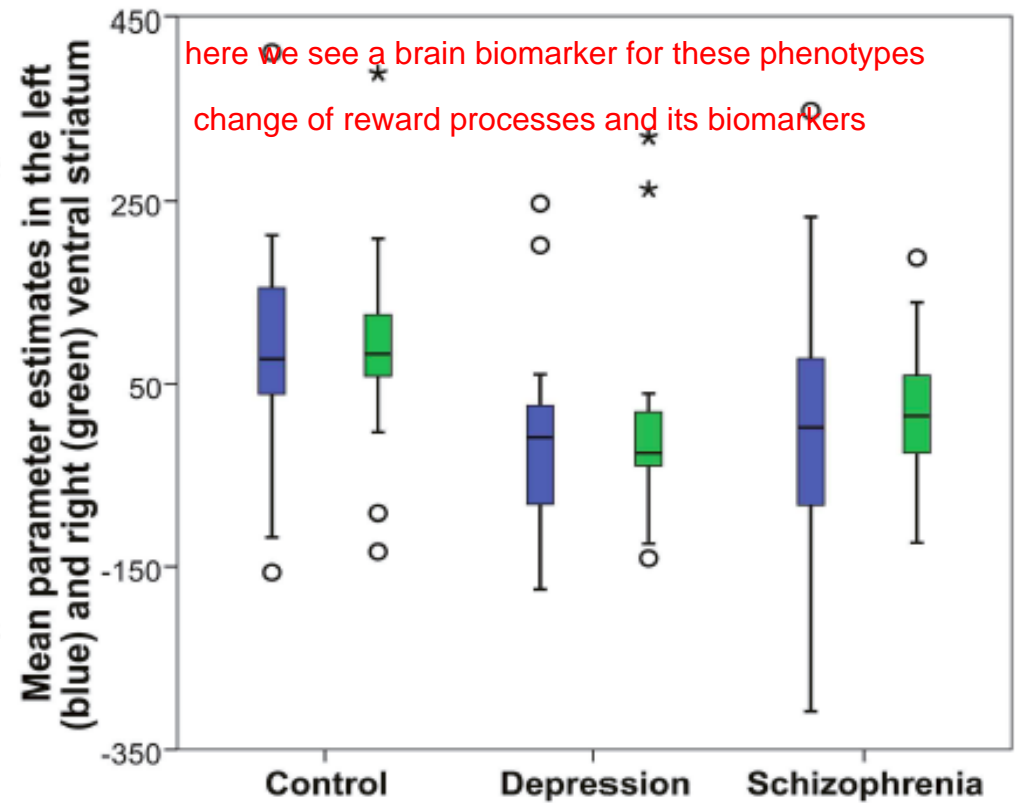 Mean parameter estimates in the left
(blue) and right (green) ventral striatum
450
250
50
-150
-350
here we see a brain biomarker for these phenotypes
change of reward processes and its biomarkers
Control Depression Schizophrenia